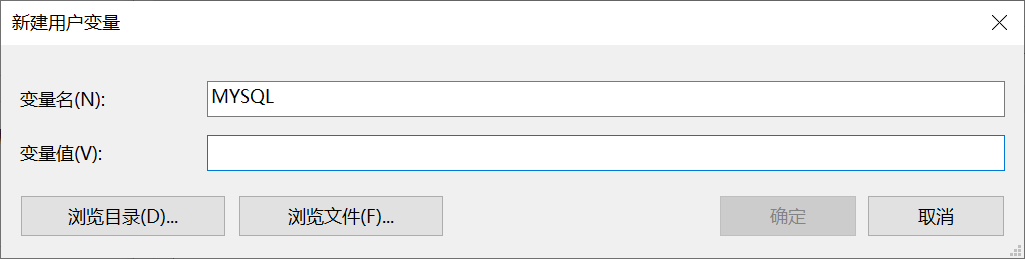 新建用户变量
变量名(N):
MYSQL
变量值(V):
浏览目录(D)...
浏览文件(F)...
确定
取消